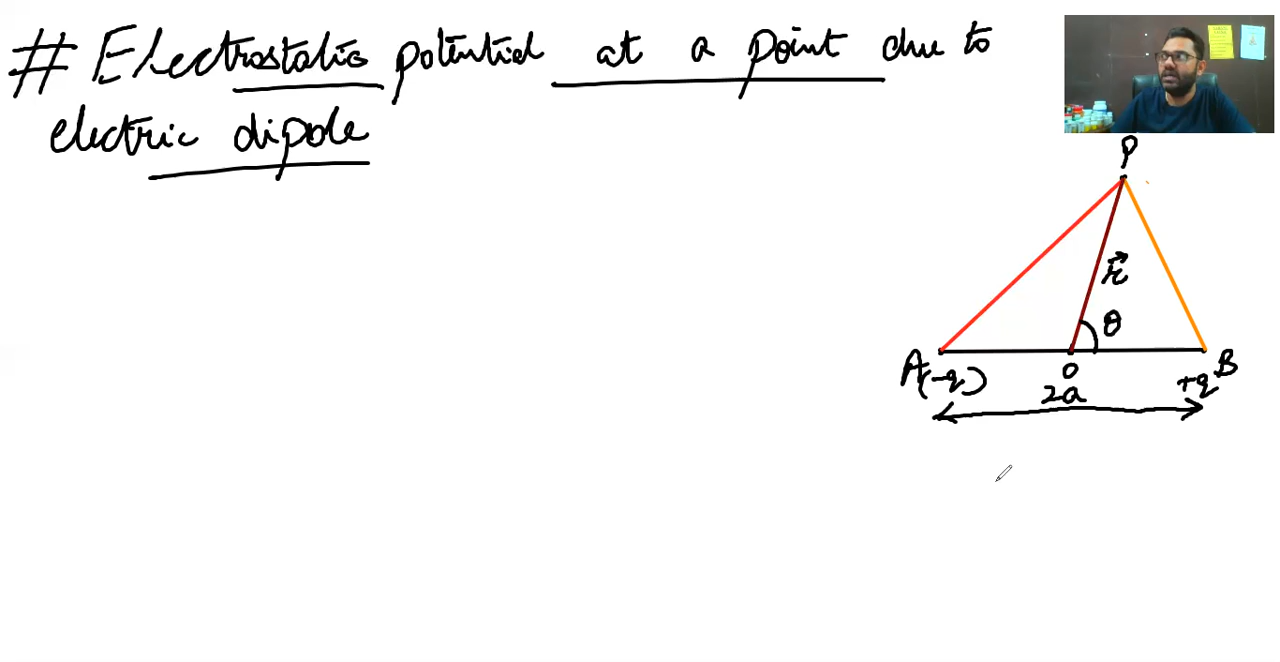 # Electrostatic potential at a point due to
electric dipole
P
r⃗
θ
A(-q)
O
+q B
2a